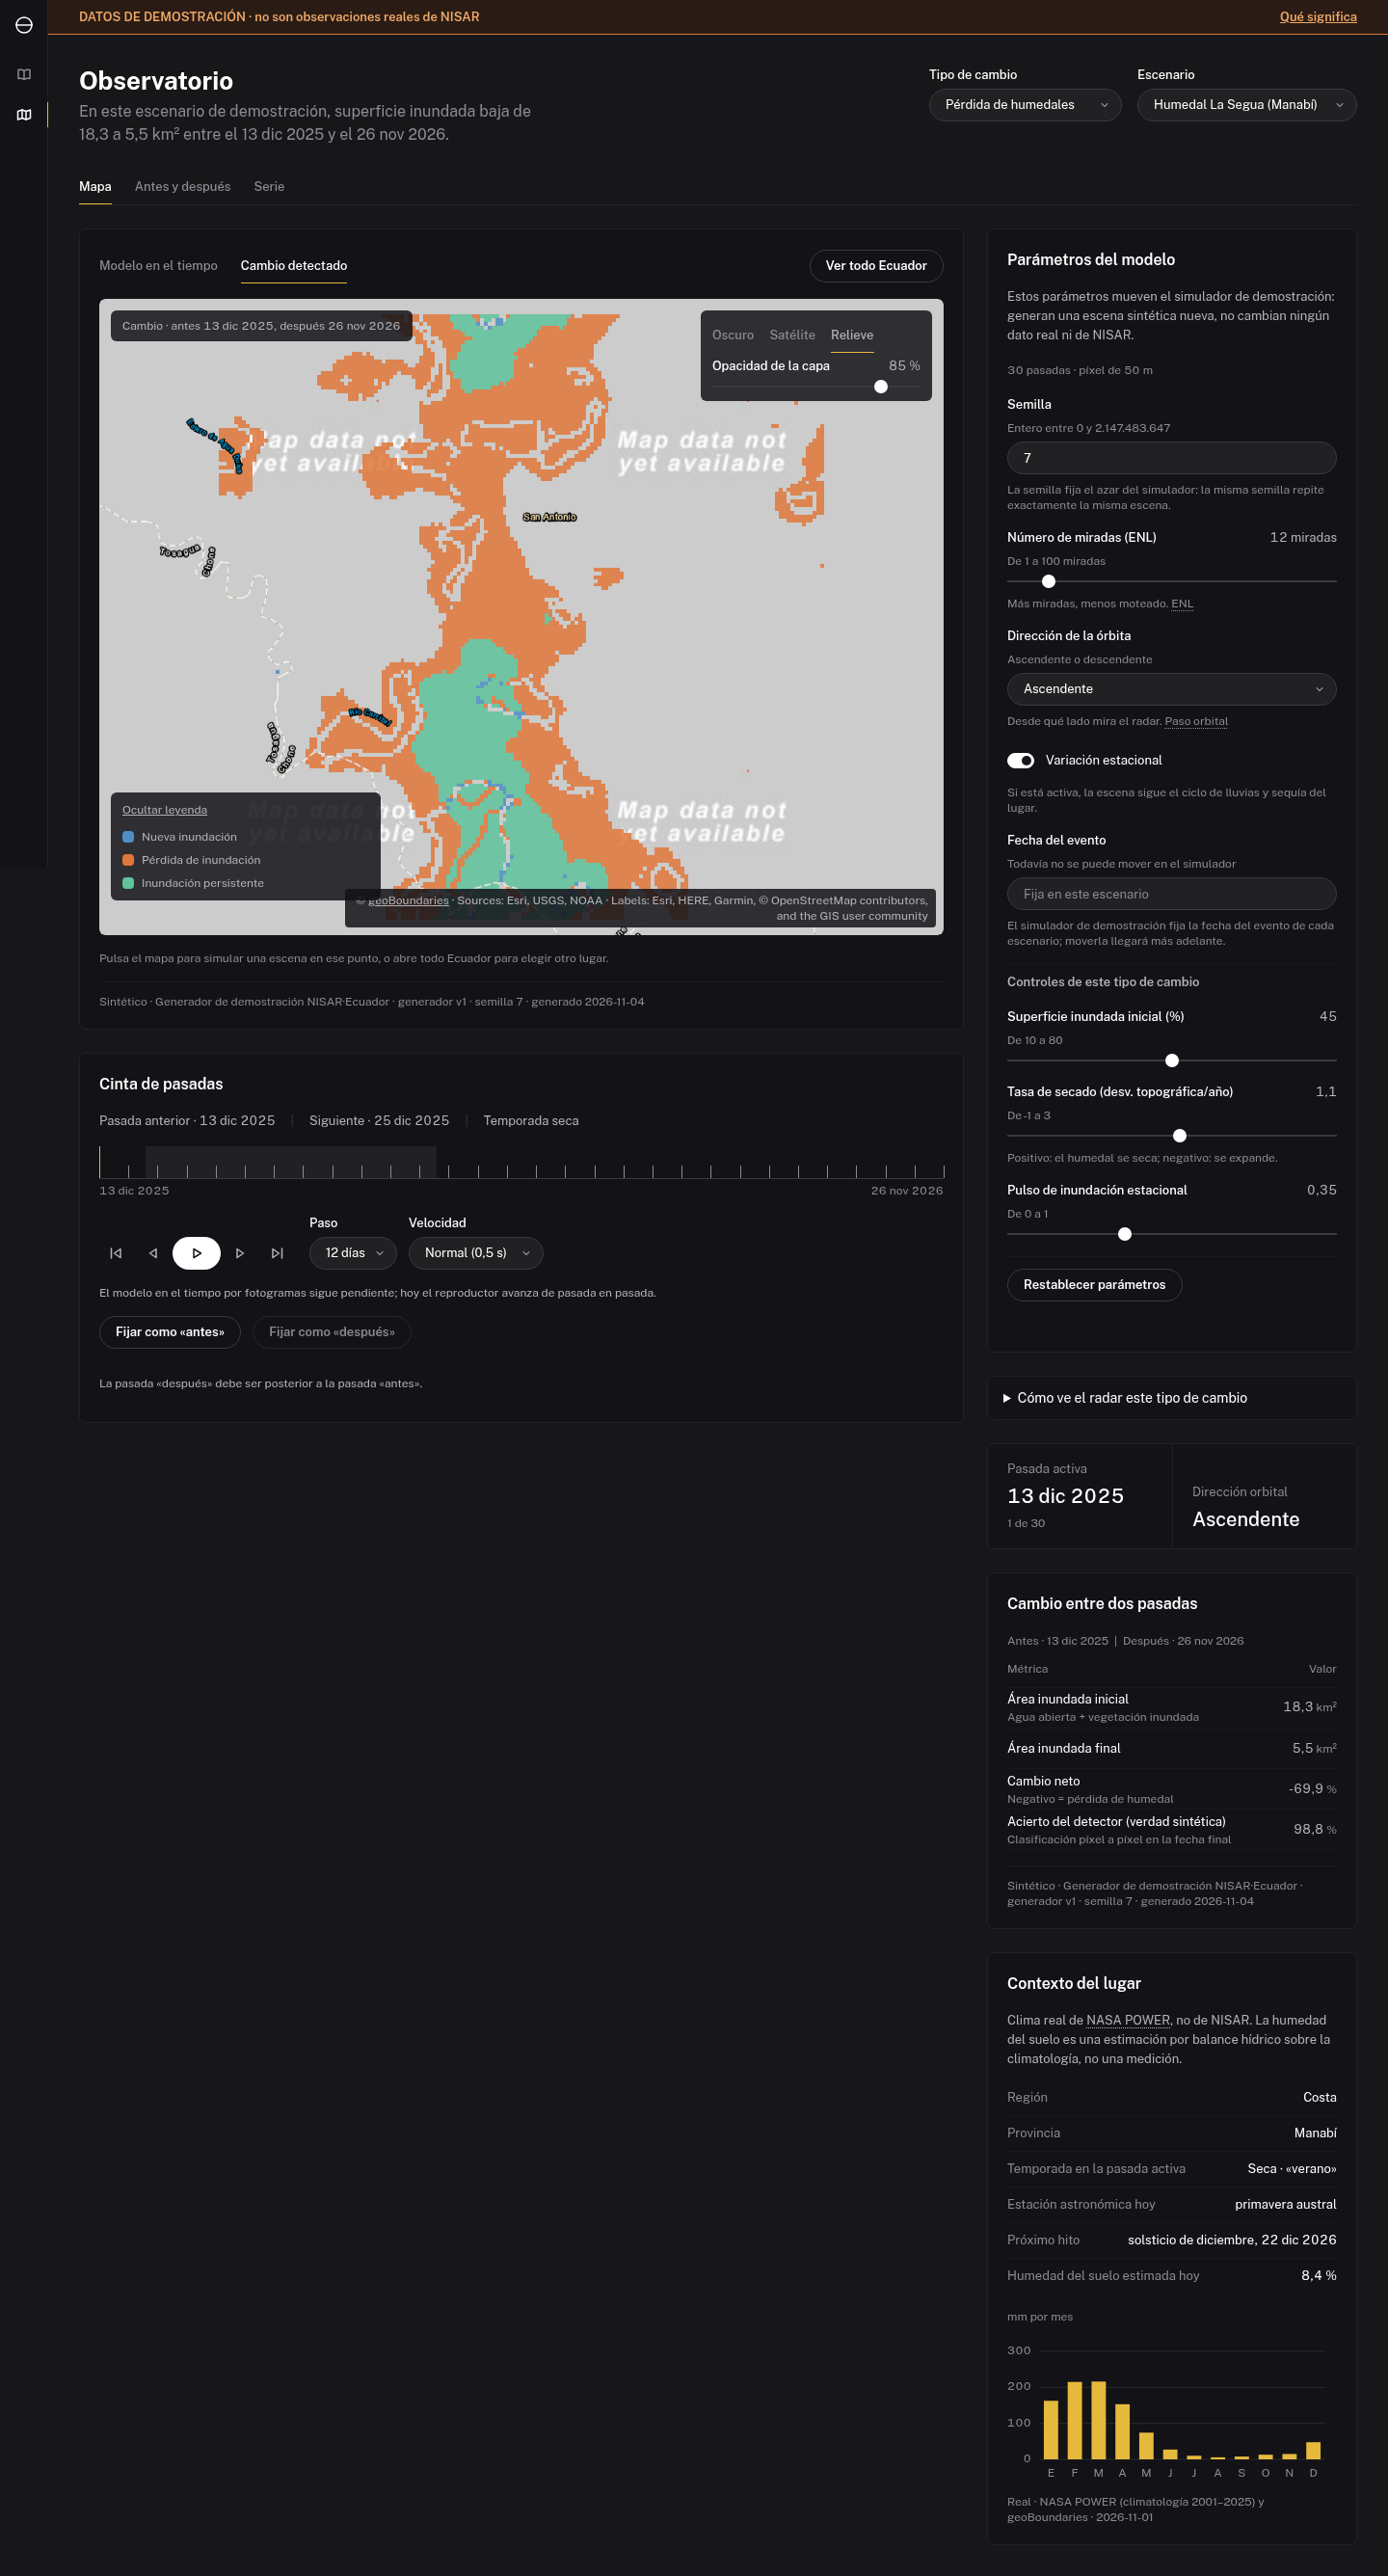 DATOS DE DEMOSTRACIÓN · no son observaciones reales de NISAR
Qué significa
Observatorio
En este escenario de demostración, superficie inundada baja de
18,3 a 5,5 km² entre el 13 dic 2025 y el 26 nov 2026.
Tipo de cambio
Pérdida de humedales
Escenario
Humedal La Segua (Manabí)
Mapa
Antes y después
Serie
Modelo en el tiempo
Cambio detectado
Ver todo Ecuador
Cambio · antes 13 dic 2025, después 26 nov 2026
Oscuro
Satélite
Relieve
Opacidad de la capa
85 %
Map data not
yet available
San Antonio
Tosagua
Chone
Río Carrizal
Tosagua
Chone
Map data not
yet available
Ocultar leyenda
Nueva inundación
Pérdida de inundación
Inundación persistente
© geoBoundaries · Sources: Esri, USGS, NOAA · Labels: Esri, HERE, Garmin, © OpenStreetMap contributors,
and the GIS user community
Pulsa el mapa para simular una escena en ese punto, o abre todo Ecuador para elegir otro lugar.
Sintético · Generador de demostración NISAR·Ecuador · generador v1 · semilla 7 · generado 2026-11-04
Cinta de pasadas
Pasada anterior · 13 dic 2025
Siguiente · 25 dic 2025
Temporada seca
13 dic 2025
26 nov 2026
Paso
12 días
Velocidad
Normal (0,5 s)
El modelo en el tiempo por fotogramas sigue pendiente; hoy el reproductor avanza de pasada en pasada.
Fijar como «antes»
Fijar como «después»
La pasada «después» debe ser posterior a la pasada «antes».
Parámetros del modelo
Estos parámetros mueven el simulador de demostración:
generan una escena sintética nueva, no cambian ningún
dato real ni de NISAR.
30 pasadas · píxel de 50 m
Semilla
Entero entre 0 y 2.147.483.647
7
La semilla fija el azar del simulador: la misma semilla repite
exactamente la misma escena.
Número de miradas (ENL)
12 miradas
De 1 a 100 miradas
Más miradas, menos moteado. ENL
Dirección de la órbita
Ascendente o descendente
Ascendente
Desde qué lado mira el radar. Paso orbital
Variación estacional
Si está activa, la escena sigue el ciclo de lluvias y sequía del
lugar.
Fecha del evento
Todavía no se puede mover en el simulador
Fija en este escenario
El simulador de demostración fija la fecha del evento de cada
escenario; moverla llegará más adelante.
Controles de este tipo de cambio
Superficie inundada inicial (%)
45
De 10 a 80
Tasa de secado (desv. topográfica/año)
1,1
De -1 a 3
Positivo: el humedal se seca; negativo: se expande.
Pulso de inundación estacional
0,35
De 0 a 1
Restablecer parámetros
Cómo ve el radar este tipo de cambio
Pasada activa
13 dic 2025
1 de 30
Dirección orbital
Ascendente
Cambio entre dos pasadas
Antes · 13 dic 2025 | Después · 26 nov 2026
Métrica
Valor
Área inundada inicial
Agua abierta + vegetación inundada
18,3 km²
Área inundada final
5,5 km²
Cambio neto
Negativo = pérdida de humedal
-69,9 %
Acierto del detector (verdad sintética)
Clasificación píxel a píxel en la fecha final
98,8 %
Sintético · Generador de demostración NISAR·Ecuador ·
generador v1 · semilla 7 · generado 2026-11-04
Contexto del lugar
Clima real de NASA POWER, no de NISAR. La humedad
del suelo es una estimación por balance hídrico sobre la
climatología, no una medición.
Región
Costa
Provincia
Manabí
Temporada en la pasada activa
Seca · «verano»
Estación astronómica hoy
primavera austral
Próximo hito
solsticio de diciembre, 22 dic 2026
Humedad del suelo estimada hoy
8,4 %
mm por mes
300
200
100
0
E F M A M J J A S O N D
Real · NASA POWER (climatología 2001–2025) y
geoBoundaries · 2026-11-01